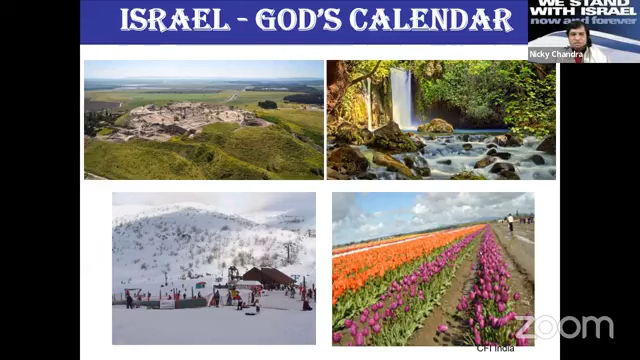 ISRAEL - GOD'S CALENDAR
WE STAND
WITH ISRAEL
now and forever
Nicky Chandra
CFI India
zoom